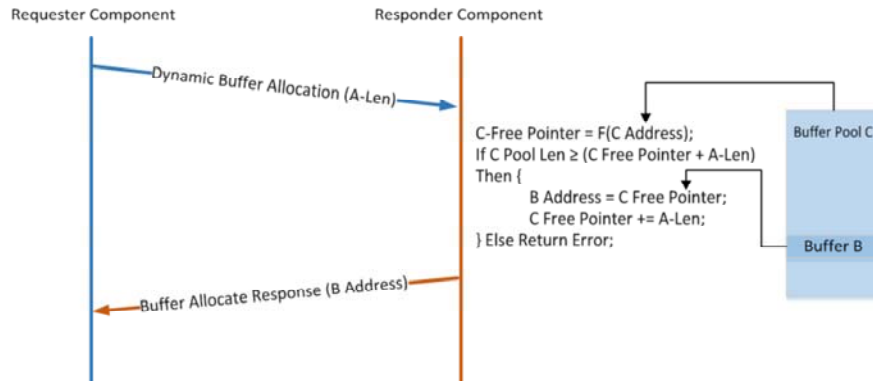 Requester Component
Responder Component
Dynamic Buffer Allocation (A-Len)
C-Free Pointer = F(C Address);
If C Pool Len ≥ (C Free Pointer + A-Len)
Then {
B Address = C Free Pointer;
C Free Pointer += A-Len;
} Else Return Error;
Buffer Pool C
Buffer B
Buffer Allocate Response (B Address)